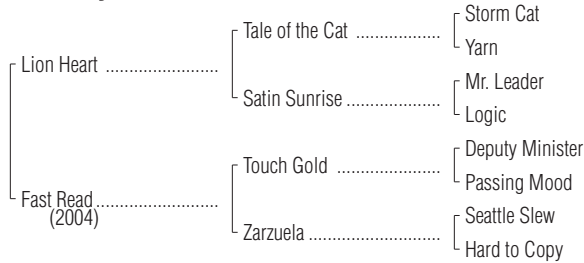 Storm Cat
Tale of the Cat ..................
Yarn
Lion Heart ........................
Mr. Leader
Satin Sunrise .....................
Logic
Deputy Minister
Touch Gold ......................
Passing Mood
Fast Read..........................
(2004)
Seattle Slew
Zarzuela ............................
Hard to Copy